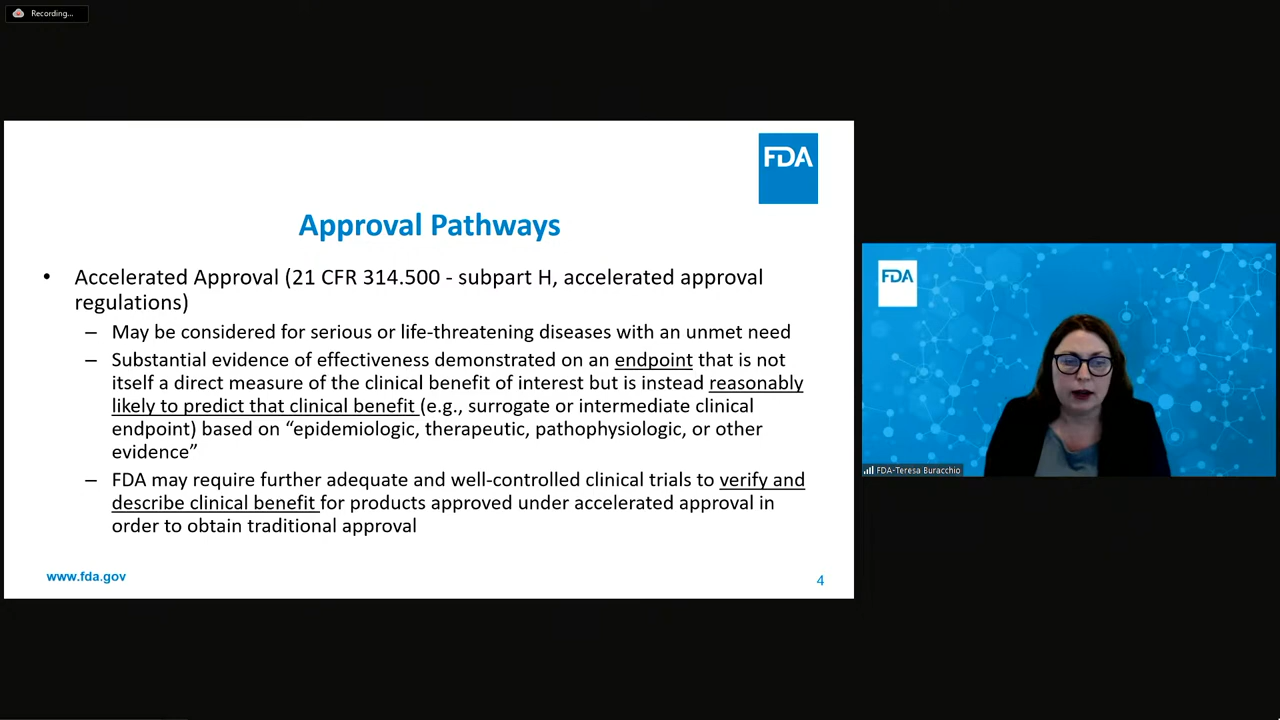 Recording...
FDA
Approval Pathways
• Accelerated Approval (21 CFR 314.500 - subpart H, accelerated approval
regulations)
– May be considered for serious or life-threatening diseases with an unmet need
– Substantial evidence of effectiveness demonstrated on an endpoint that is not
itself a direct measure of the clinical benefit of interest but is instead reasonably
likely to predict that clinical benefit (e.g., surrogate or intermediate clinical
endpoint) based on “epidemiologic, therapeutic, pathophysiologic, or other
evidence”
– FDA may require further adequate and well-controlled clinical trials to verify and
describe clinical benefit for products approved under accelerated approval in
order to obtain traditional approval
www.fda.gov
4
FDA
FDA-Teresa Buracchio